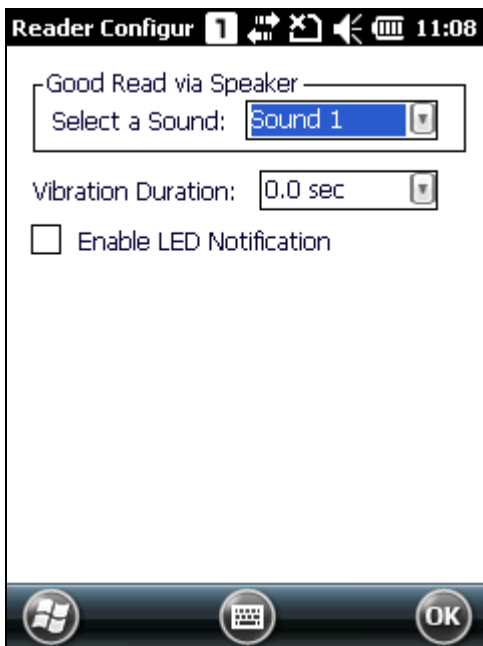 Reader Configur 1 11:08
Good Read via Speaker
Select a Sound: Sound 1
Vibration Duration: 0.0 sec
Enable LED Notification
OK